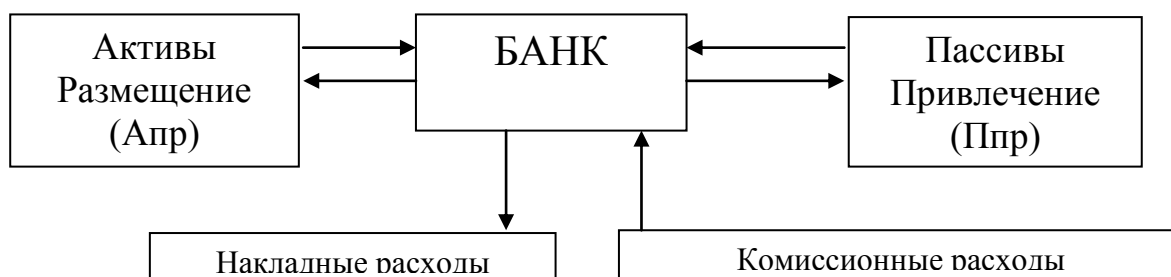 Активы
Размещение
(Апр)
БАНК
Пассивы
Привлечение
(Ппр)
Накладные расходы
Комиссионные расходы